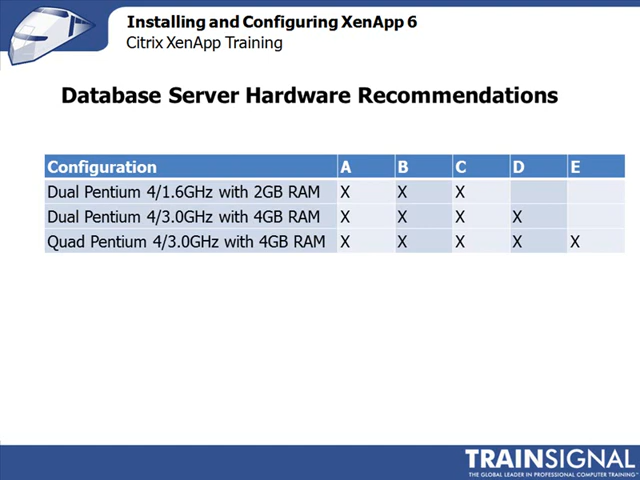 Installing and Configuring XenApp 6
Citrix XenApp Training
Database Server Hardware Recommendations
Configuration A B C D E
Dual Pentium 4/1.6GHz with 2GB RAM X X X
Dual Pentium 4/3.0GHz with 4GB RAM X X X X
Quad Pentium 4/3.0GHz with 4GB RAM X X X X X
TRAINSIGNAL
THE GLOBAL LEADER IN PROFESSIONAL COMPUTER TRAINING